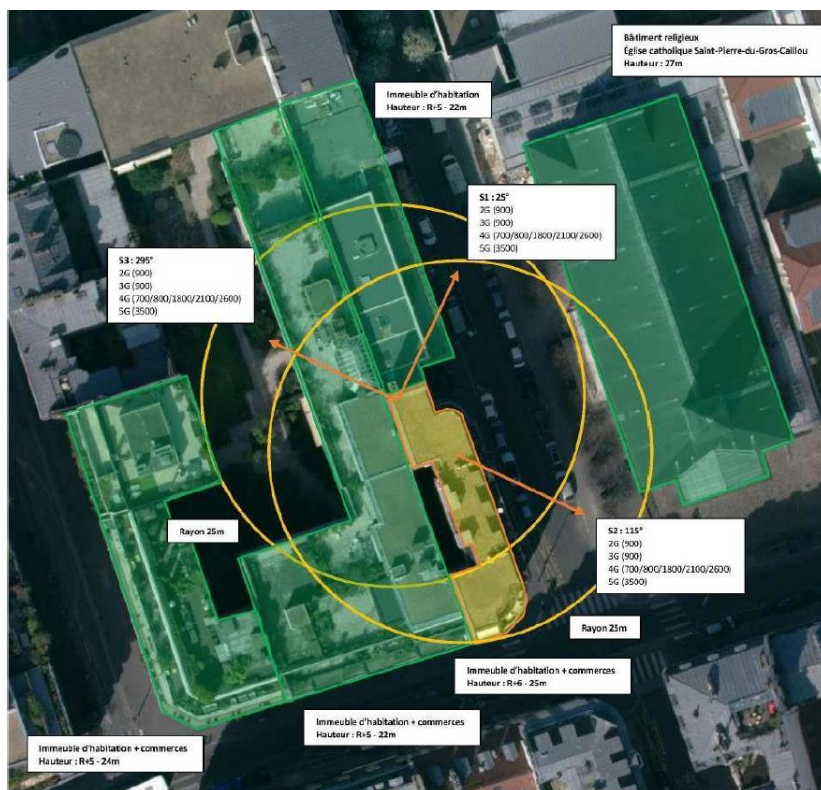 Bâtiment religieux
Église catholique Saint-Pierre-du-Gros-Caillou
Hauteur : 27m
Immeuble d'habitation
Hauteur : R+5 - 22m
S1 : 25°
2G (900)
3G (900)
4G (700/800/1800/2100/2600)
5G (3500)
S3 : 295°
2G (900)
3G (900)
4G (700/800/1800/2100/2600)
5G (3500)
Rayon 25m
S2 : 115°
2G (900)
3G (900)
4G (700/800/1800/2100/2600)
5G (3500)
Rayon 25m
Immeuble d'habitation + commerces
Hauteur : R+6 - 25m
Immeuble d'habitation + commerces
Hauteur : R+5 - 22m
Immeuble d'habitation + commerces
Hauteur : R+5 - 24m